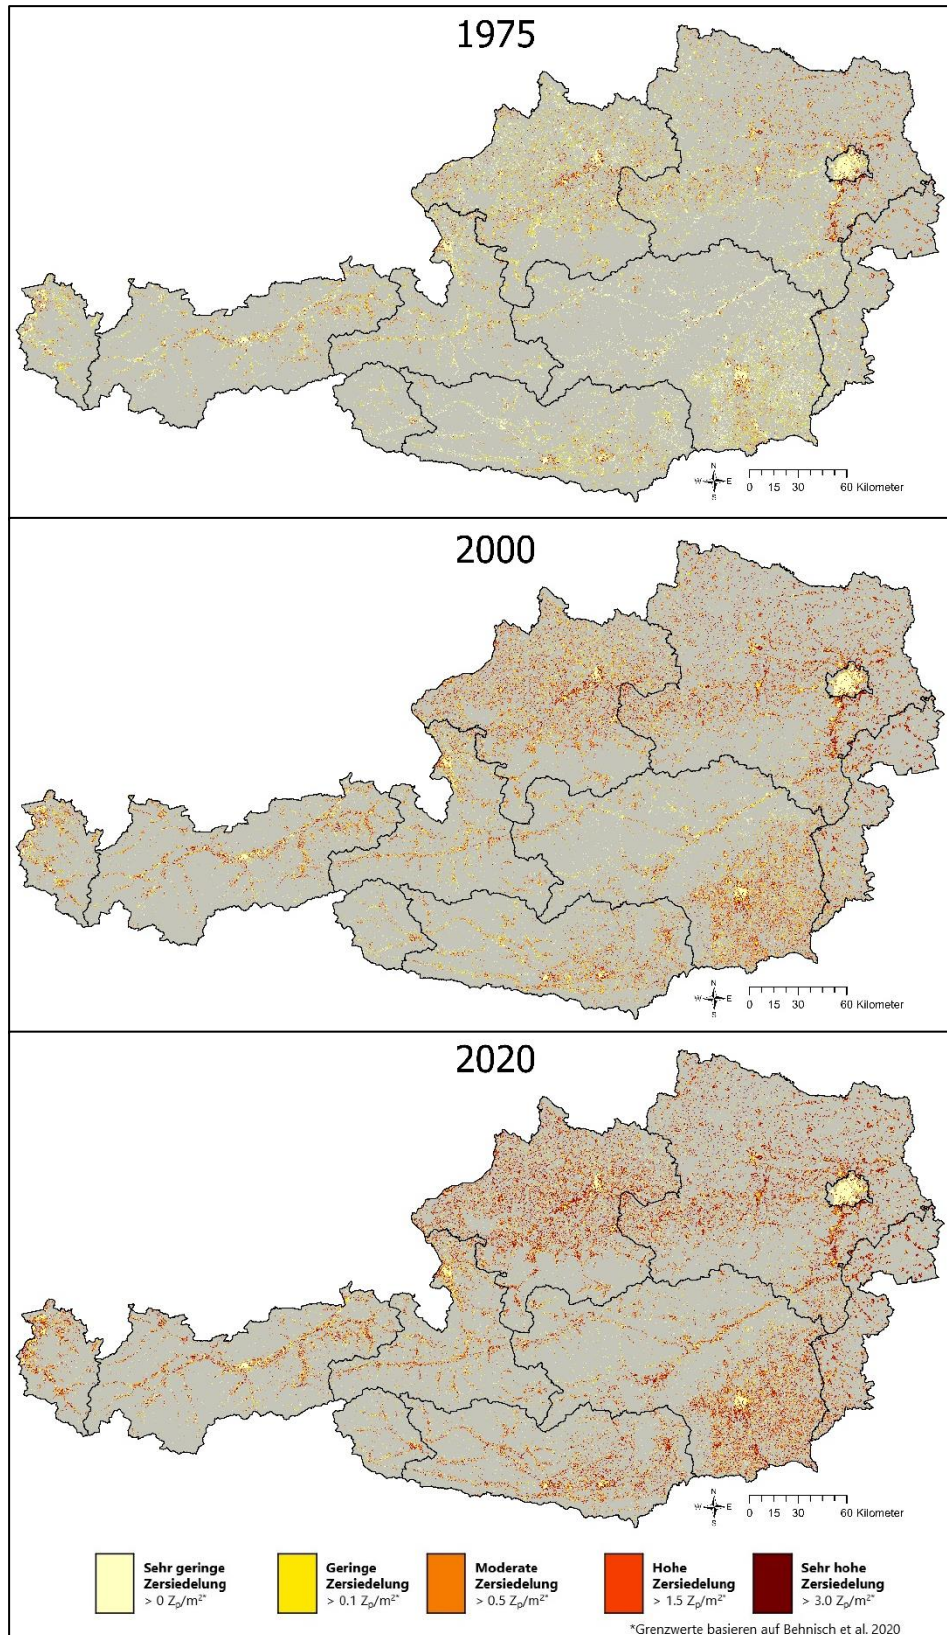 1975
N
W E
S
0 15 30 60 Kilometer
2000
N
W E
S
0 15 30 60 Kilometer
2020
N
W E
S
0 15 30 60 Kilometer
Sehr geringe
Zersiedelung
> 0 Zp/m²*
Geringe
Zersiedelung
> 0.1 Zp/m²*
Moderate
Zersiedelung
> 0.5 Zp/m²*
Hohe
Zersiedelung
> 1.5 Zp/m²*
Sehr hohe
Zersiedelung
> 3.0 Zp/m²*
*Grenzwerte basieren auf Behnisch et al. 2020